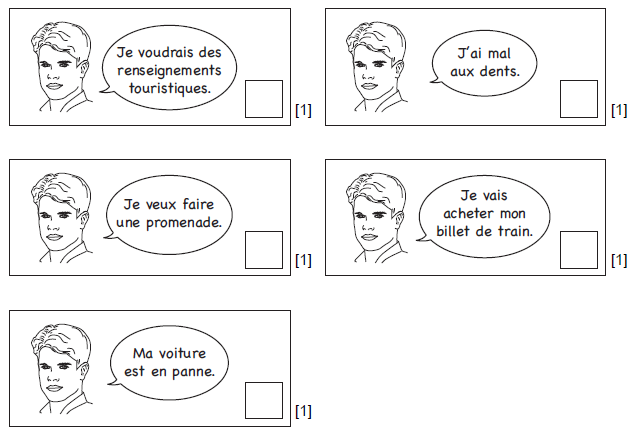 Je voudrais des
renseignements
touristiques.
[1]
J'ai mal
aux dents.
[1]
Je veux faire
une promenade.
[1]
Je vais
acheter mon
billet de train.
[1]
Ma voiture
est en panne.
[1]